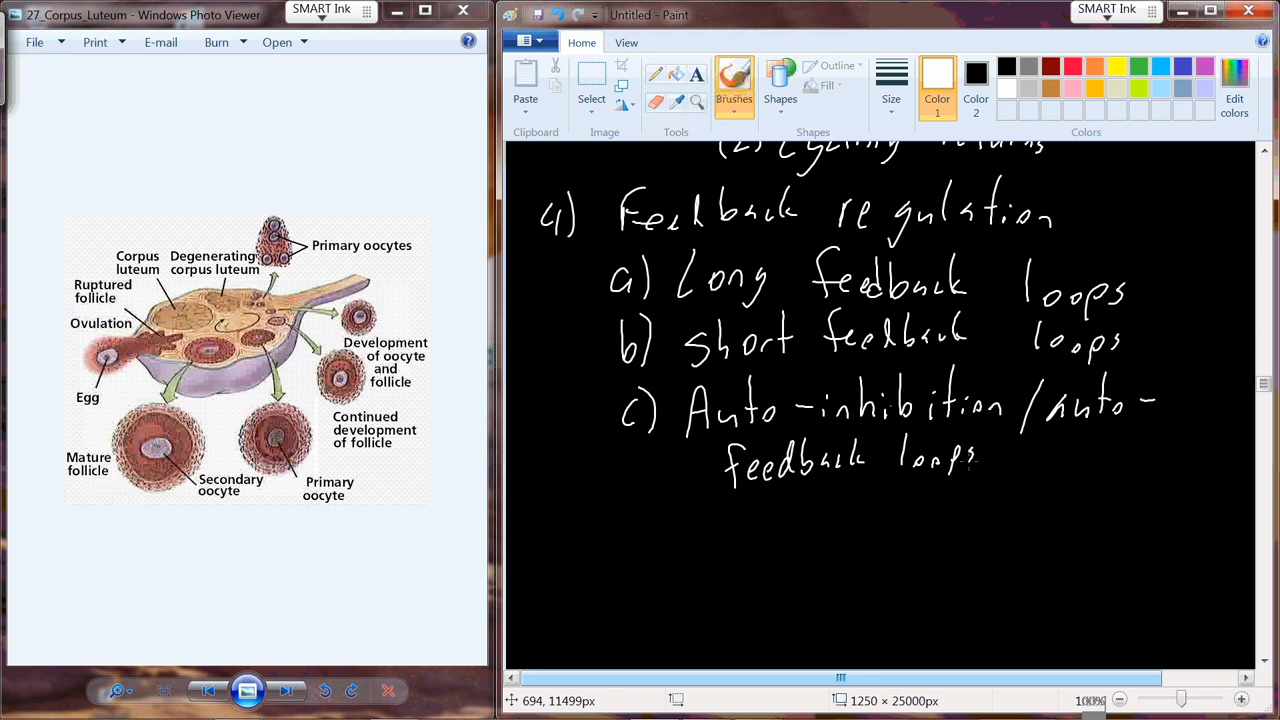 27_Corpus_Luteum - Windows Photo Viewer
SMART Ink
File Print E-mail Burn Open
Primary oocytes
Corpus luteum
Degenerating corpus luteum
Ruptured follicle
Ovulation
Egg
Development of oocyte and follicle
Continued development of follicle
Mature follicle
Secondary oocyte
Primary oocyte
Untitled - Paint
SMART Ink
Home View
Paste
Select
Brushes
Shapes
Outline
Fill
Size
Color 1
Color 2
Edit colors
Clipboard Image Tools Shapes Colors
(2) Cycling returns
4) Feedback regulation
a) Long feedback loops
b) Short feedback loops
c) Auto-inhibition/auto-
feedback loops
694, 11499px
1250 × 25000px
100%